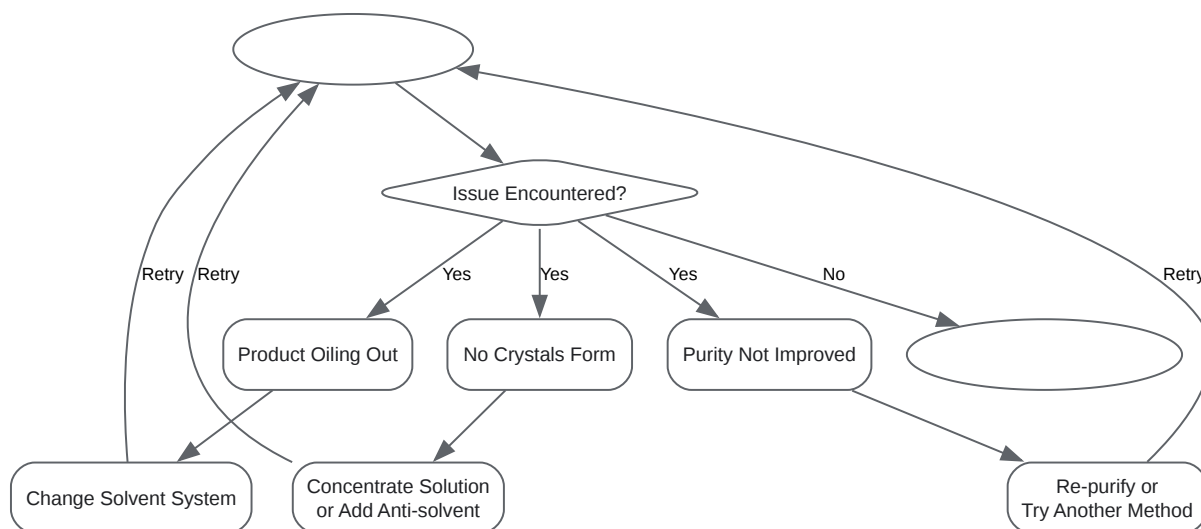 Issue Encountered?
Retry
Retry
Yes
Yes
Yes
No
Retry
Product Oiling Out
No Crystals Form
Purity Not Improved
Change Solvent System
Concentrate Solution
or Add Anti-solvent
Re-purify or
Try Another Method